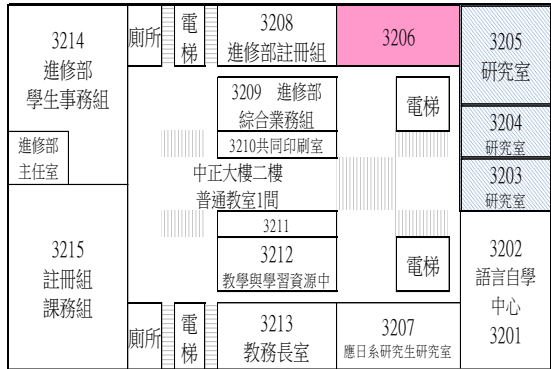 3214
進修部
學生事務組
廁所
電
梯
3208
進修部註冊組
3206
3205
研究室
3209 進修部
綜合業務組
3210共同印刷室
電梯
3204
研究室
進修部
主任室
中正大樓二樓
普通教室1間
3203
研究室
3211
3212
教學與學習資源中
電梯
3215
註冊組
課務組
3202
語言自學
中心
3201
廁所
電
梯
3213
教務長室
3207
應日系研究生研究室